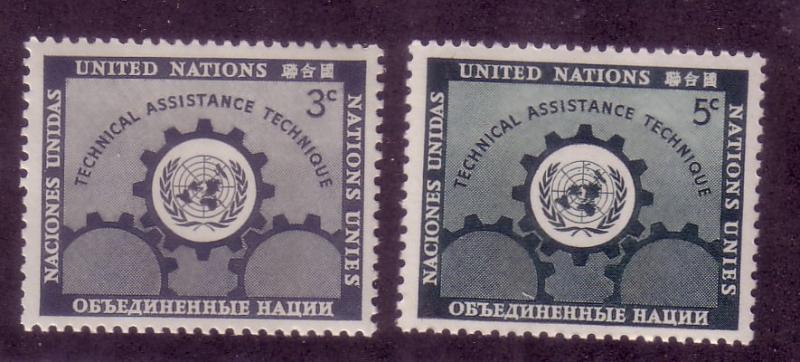 UNITED NATIONS 聯合國
3c
TECHNICAL ASSISTANCE TECHNIQUE
NACIONES UNIDAS
NATIONS UNIES
ОБЪЕДИНЕННЫЕ НАЦИИ
UNITED NATIONS 聯合國
5c
TECHNICAL ASSISTANCE TECHNIQUE
NACIONES UNIDAS
NATIONS UNIES
ОБЪЕДИНЕННЫЕ НАЦИИ